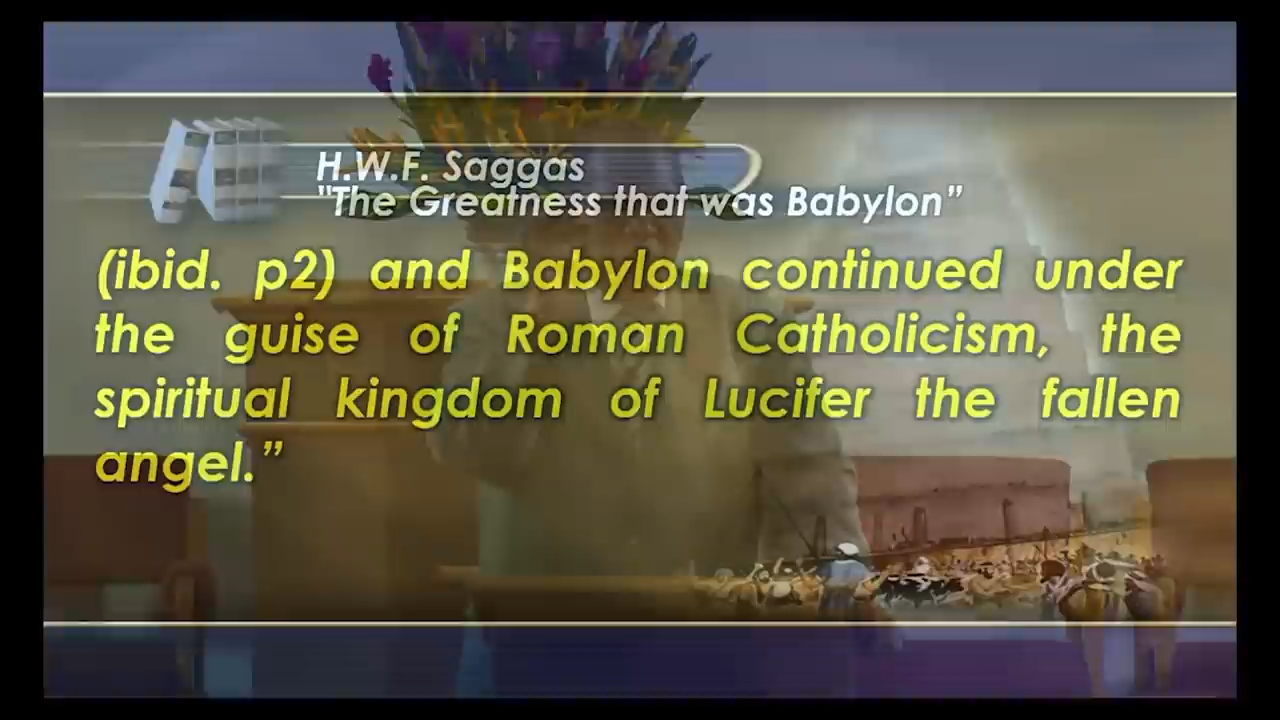 H.W.F. Saggas
"The Greatness that was Babylon”
(ibid. p2) and Babylon continued under
the guise of Roman Catholicism, the
spiritual kingdom of Lucifer the fallen
angel.”